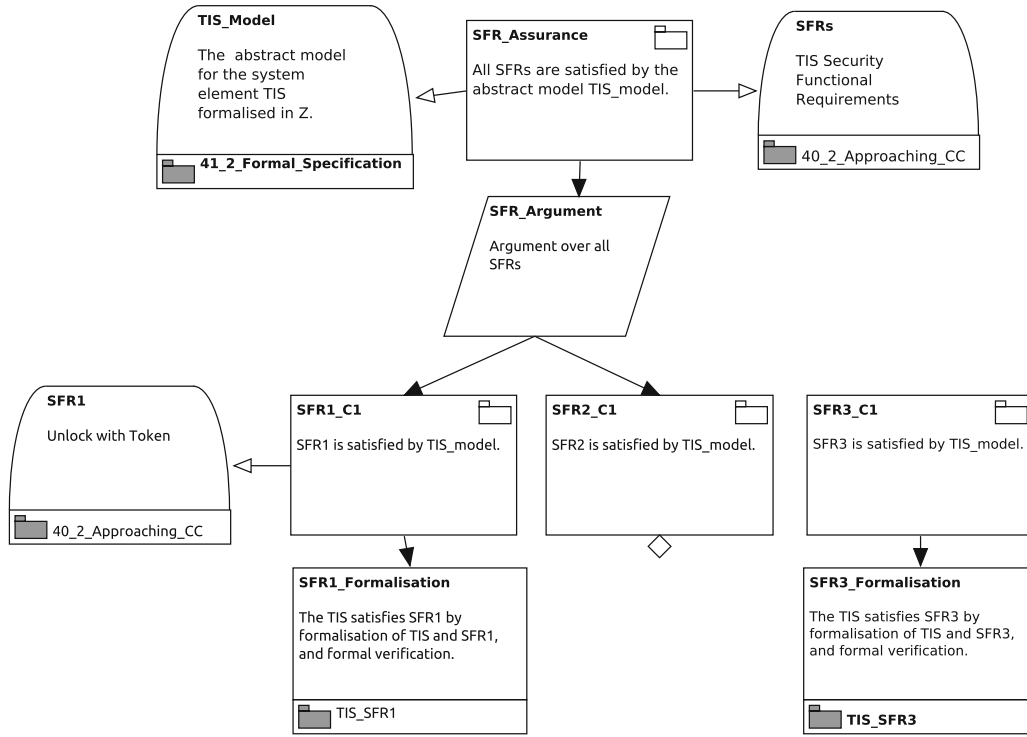 TIS_Model
The abstract model
for the system
element TIS
formalised in Z.
41_2_Formal_Specification
SFR_Assurance
All SFRs are satisfied by the
abstract model TIS_model.
SFRs
TIS Security
Functional
Requirements
40_2_Approaching_CC
SFR_Argument
Argument over all
SFRs
SFR1
Unlock with Token
40_2_Approaching_CC
SFR1_C1
SFR1 is satisfied by TIS_model.
SFR2_C1
SFR2 is satisfied by TIS_model.
SFR3_C1
SFR3 is satisfied by TIS_model.
SFR1_Formalisation
The TIS satisfies SFR1 by
formalisation of TIS and SFR1,
and formal verification.
TIS_SFR1
SFR3_Formalisation
The TIS satisfies SFR3 by
formalisation of TIS and SFR3,
and formal verification.
TIS_SFR3